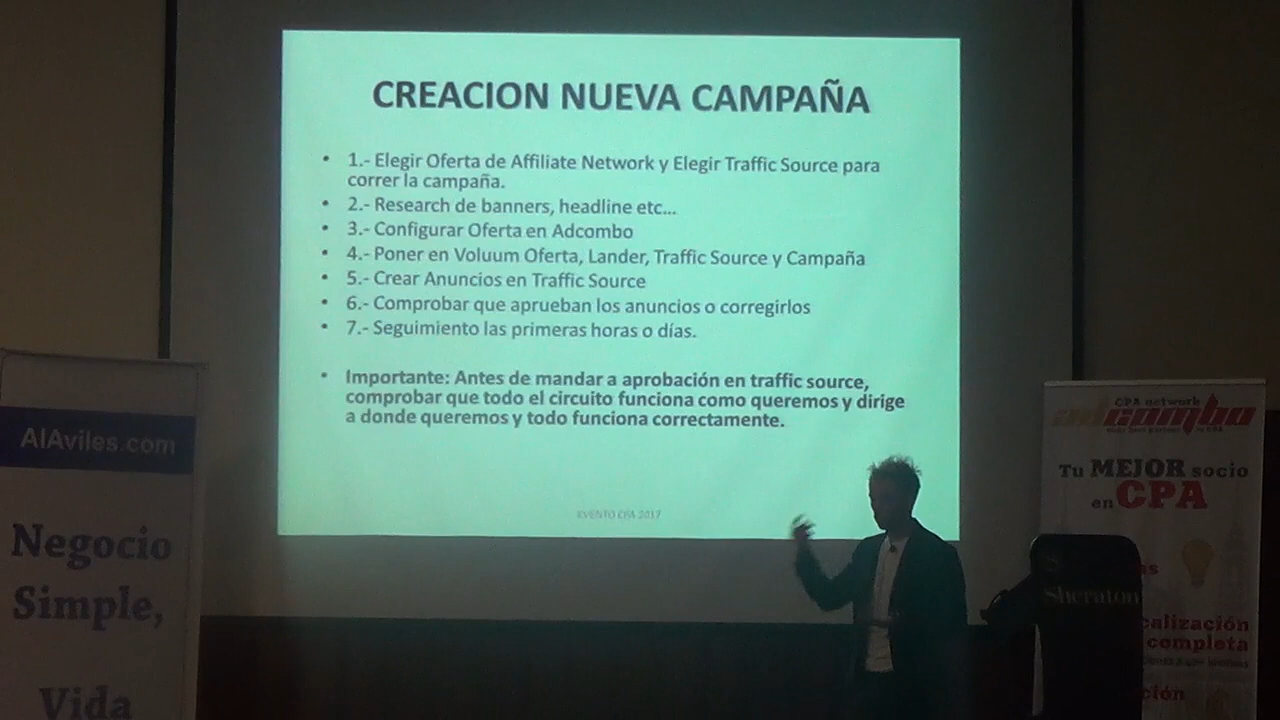 CREACION NUEVA CAMPAÑA
• 1.- Elegir Oferta de Affiliate Network y Elegir Traffic Source para
correr la campaña.
• 2.- Research de banners, headline etc...
• 3.- Configurar Oferta en Adcombo
• 4.- Poner en Voluum Oferta, Lander, Traffic Source y Campaña
• 5.- Crear Anuncios en Traffic Source
• 6.- Comprobar que aprueban los anuncios o corregirlos
• 7.- Seguimiento las primeras horas o días.
• Importante: Antes de mandar a aprobación en traffic source,
comprobar que todo el circuito funciona como queremos y dirige
a donde queremos y todo funciona correctamente.
EVENTO CPA 2017
AlAviles.com
Negocio
Simple,
Vida
CPA network
adcombo
Tu MEJOR socio
en CPA
Sheraton
completa